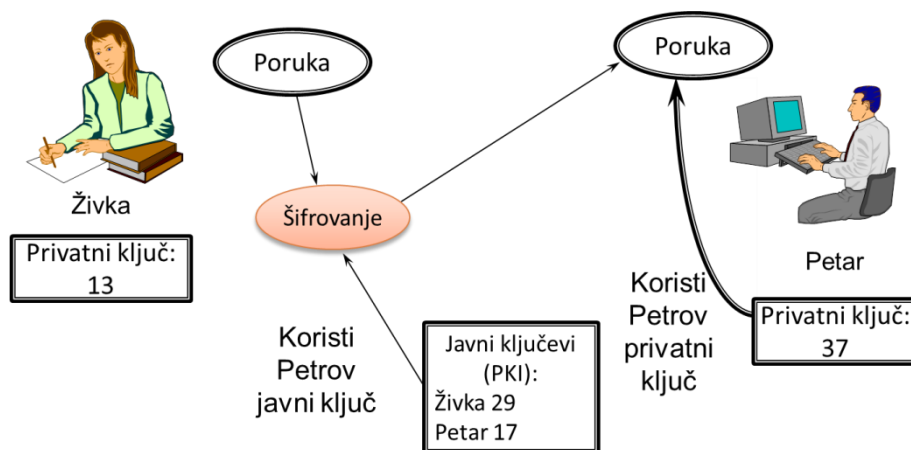 Poruka
Poruka
Živka
Privatni ključ:
13
Šifrovanje
Petar
Koristi
Petrov
javni ključ
Javni ključevi
(PKI):
Živka 29
Petar 17
Koristi
Petrov
privatni
ključ
Privatni ključ:
37